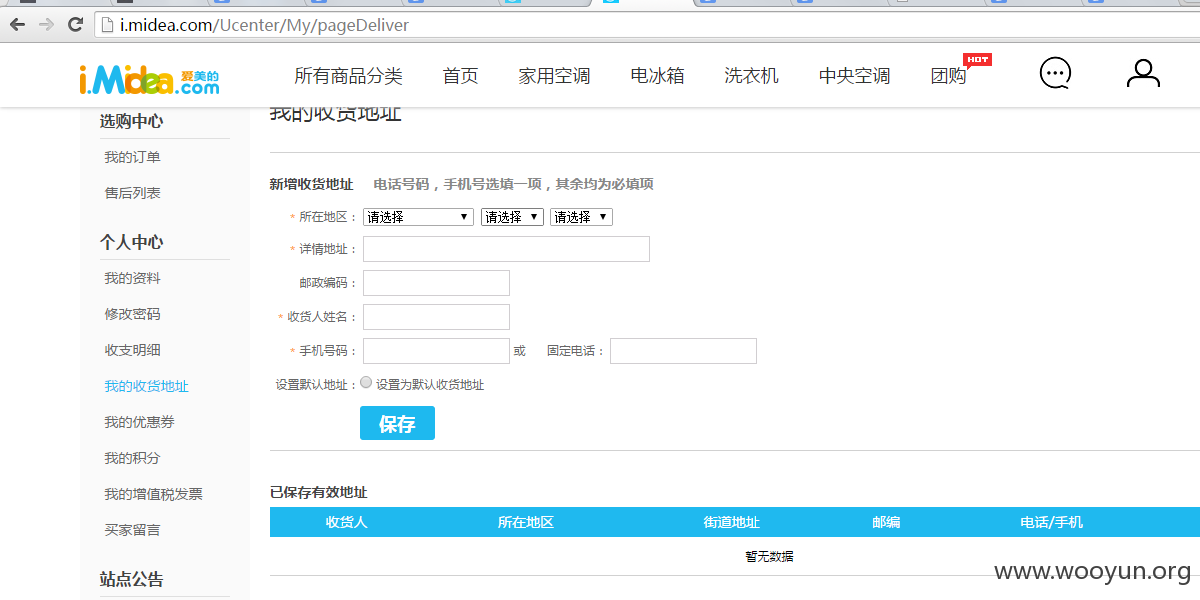 i.midea.com/Ucenter/My/pageDeliver
i.Midea.com 爱美的
所有商品分类 首页 家用空调 电冰箱 洗衣机 中央空调 团购 HOT
选购中心
我的订单
售后列表
个人中心
我的资料
修改密码
收支明细
我的收货地址
我的优惠券
我的积分
我的增值税发票
买家留言
站点公告
我的收货地址
新增收货地址 电话号码，手机号选填一项，其余均为必填项
* 所在地区： 请选择 ▼ 请选择 ▼ 请选择 ▼
* 详情地址：
邮政编码：
* 收货人姓名：
* 手机号码： 或 固定电话：
设置默认地址： 设置为默认收货地址
保存
已保存有效地址
收货人 所在地区 街道地址 邮编 电话/手机
暂无数据
www.wooyun.org